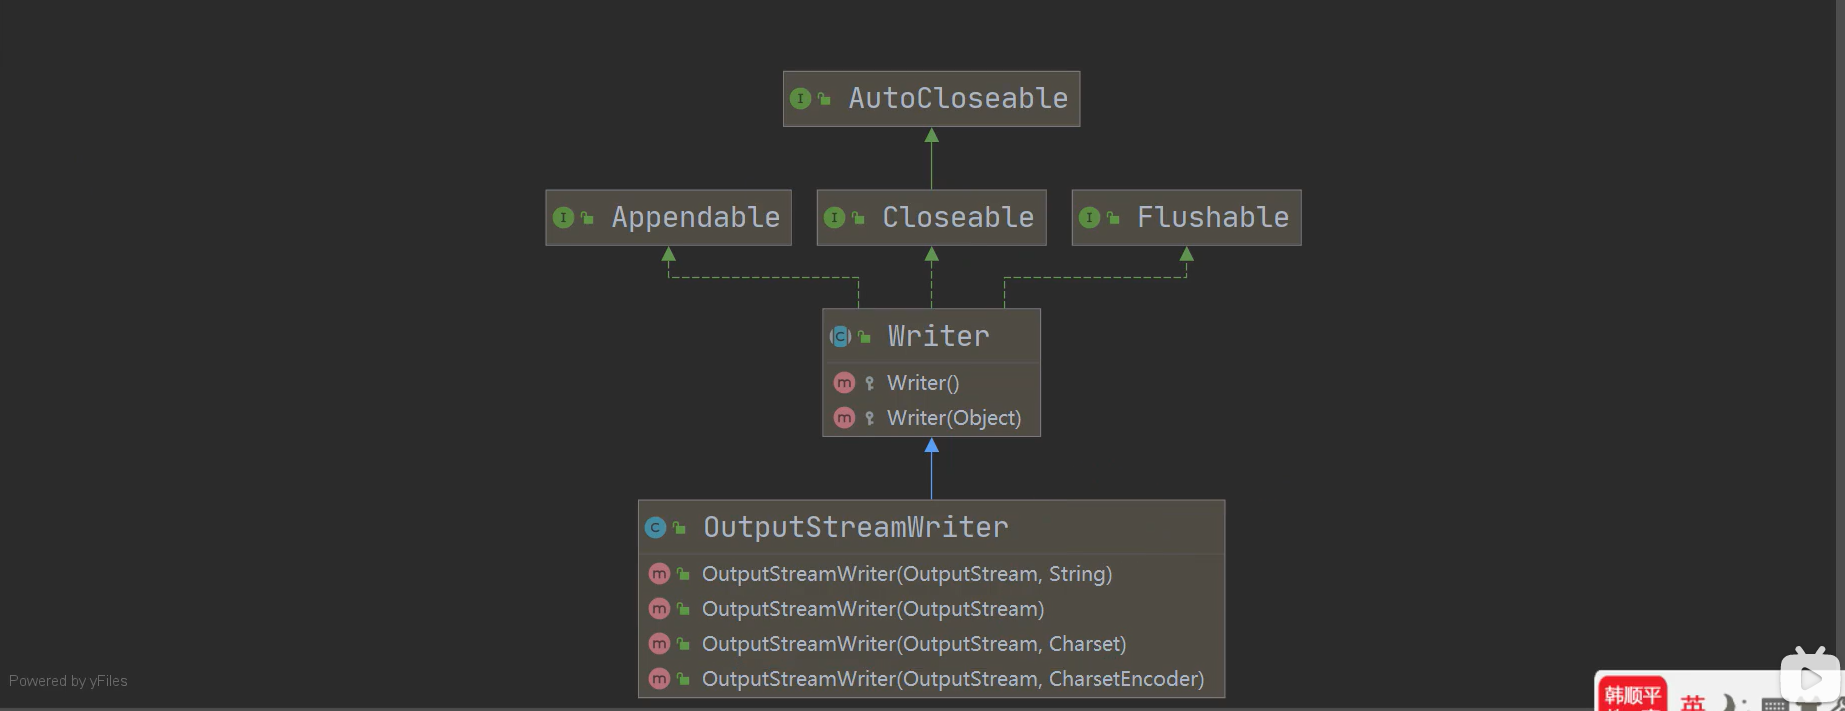 AutoCloseable
Appendable
Closeable
Flushable
Writer
Writer()
Writer(Object)
OutputStreamWriter
OutputStreamWriter(OutputStream, String)
OutputStreamWriter(OutputStream)
OutputStreamWriter(OutputStream, Charset)
OutputStreamWriter(OutputStream, CharsetEncoder)
Powered by yFiles
韩顺平
英